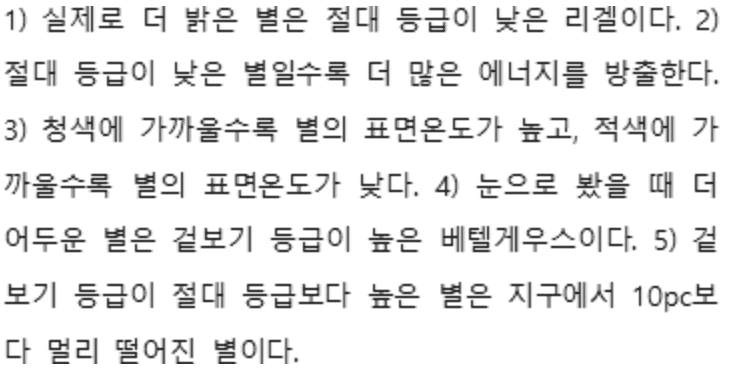 1) 실제로 더 밝은 별은 절대 등급이 낮은 리겔이다. 2)
절대 등급이 낮은 별일수록 더 많은 에너지를 방출한다.
3) 청색에 가까울수록 별의 표면온도가 높고, 적색에 가
까울수록 별의 표면온도가 낮다. 4) 눈으로 봤을 때 더
어두운 별은 겉보기 등급이 높은 베텔게우스이다. 5) 겉
보기 등급이 절대 등급보다 높은 별은 지구에서 10pc보
다 멀리 떨어진 별이다.